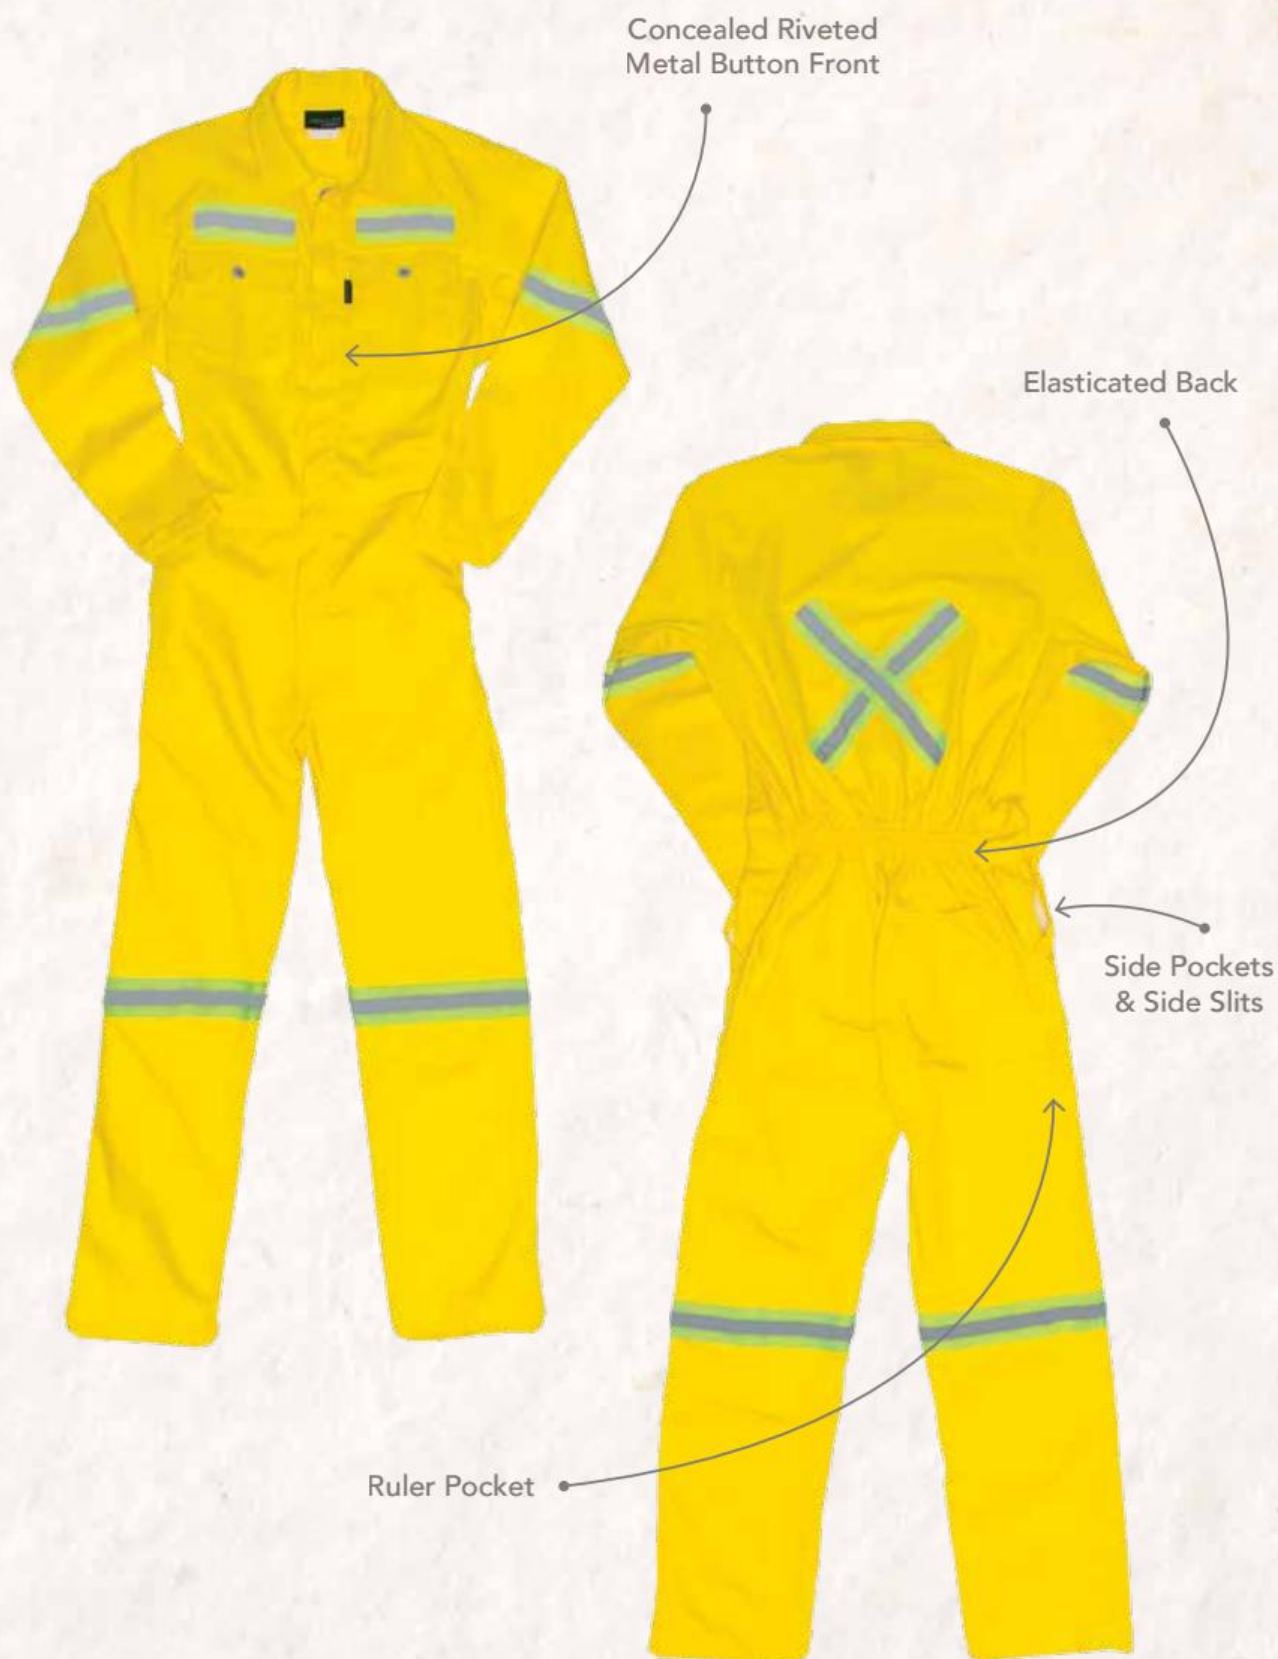 Concealed Riveted
Metal Button Front
Elasticated Back
Side Pockets
& Side Slits
Ruler Pocket